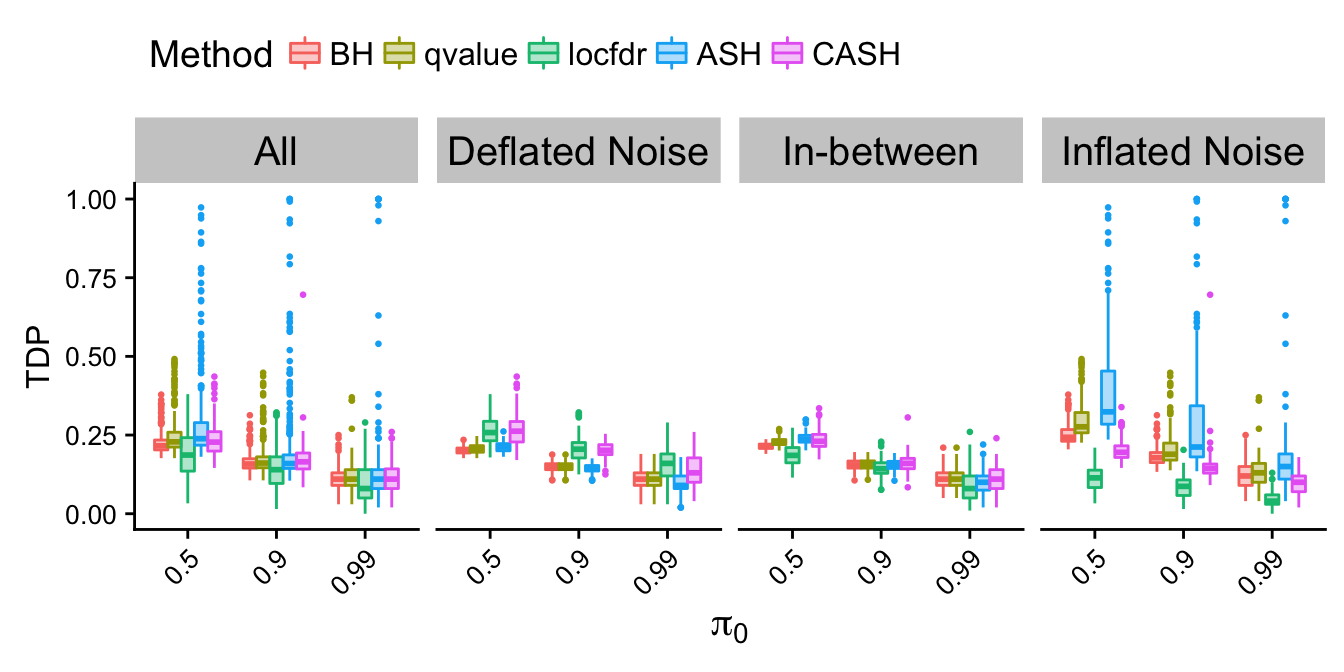 Method BH qvalue locfdr ASH CASH
All Deflated Noise In-between Inflated Noise
1.00
0.75
0.50
0.25
0.00
TDP
0.5 0.9 0.99 0.5 0.9 0.99 0.5 0.9 0.99 0.5 0.9 0.99
π0